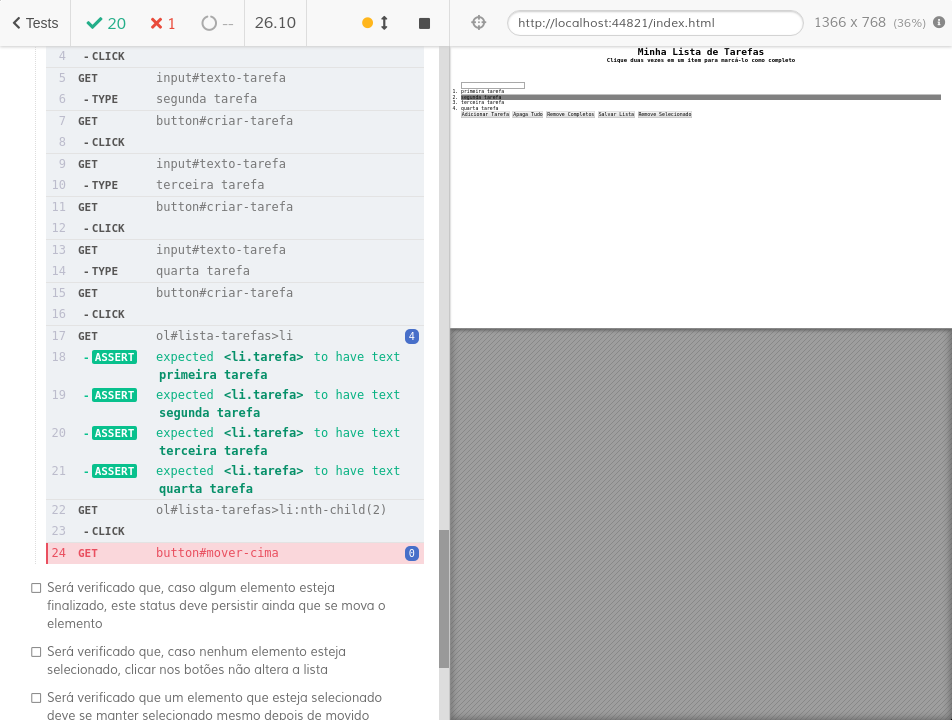 Tests 20 1 -- 26.10
http://localhost:44821/index.html 1366 x 768 (36%)
4 - CLICK
5 GET input#texto-tarefa
6 - TYPE segunda tarefa
7 GET button#criar-tarefa
8 - CLICK
9 GET input#texto-tarefa
10 - TYPE terceira tarefa
11 GET button#criar-tarefa
12 - CLICK
13 GET input#texto-tarefa
14 - TYPE quarta tarefa
15 GET button#criar-tarefa
16 - CLICK
17 GET ol#lista-tarefas>li 4
18 - ASSERT expected <li.tarefa> to have text
primeira tarefa
19 - ASSERT expected <li.tarefa> to have text
segunda tarefa
20 - ASSERT expected <li.tarefa> to have text
terceira tarefa
21 - ASSERT expected <li.tarefa> to have text
quarta tarefa
22 GET ol#lista-tarefas>li:nth-child(2)
23 - CLICK
24 GET button#mover-cima 0
Será verificado que, caso algum elemento esteja
finalizado, este status deve persistir ainda que se mova o
elemento
Será verificado que, caso nenhum elemento esteja
selecionado, clicar nos botões não altera a lista
Será verificado que um elemento que esteja selecionado
deve se manter selecionado mesmo depois de movido
Minha Lista de Tarefas
Clique duas vezes em um item para marcá-lo como completo
1. primeira tarefa
2. segunda tarefa
3. terceira tarefa
4. quarta tarefa
Adicionar Tarefa Apaga Tudo Remove Completos Salvar Lista Remove Selecionado